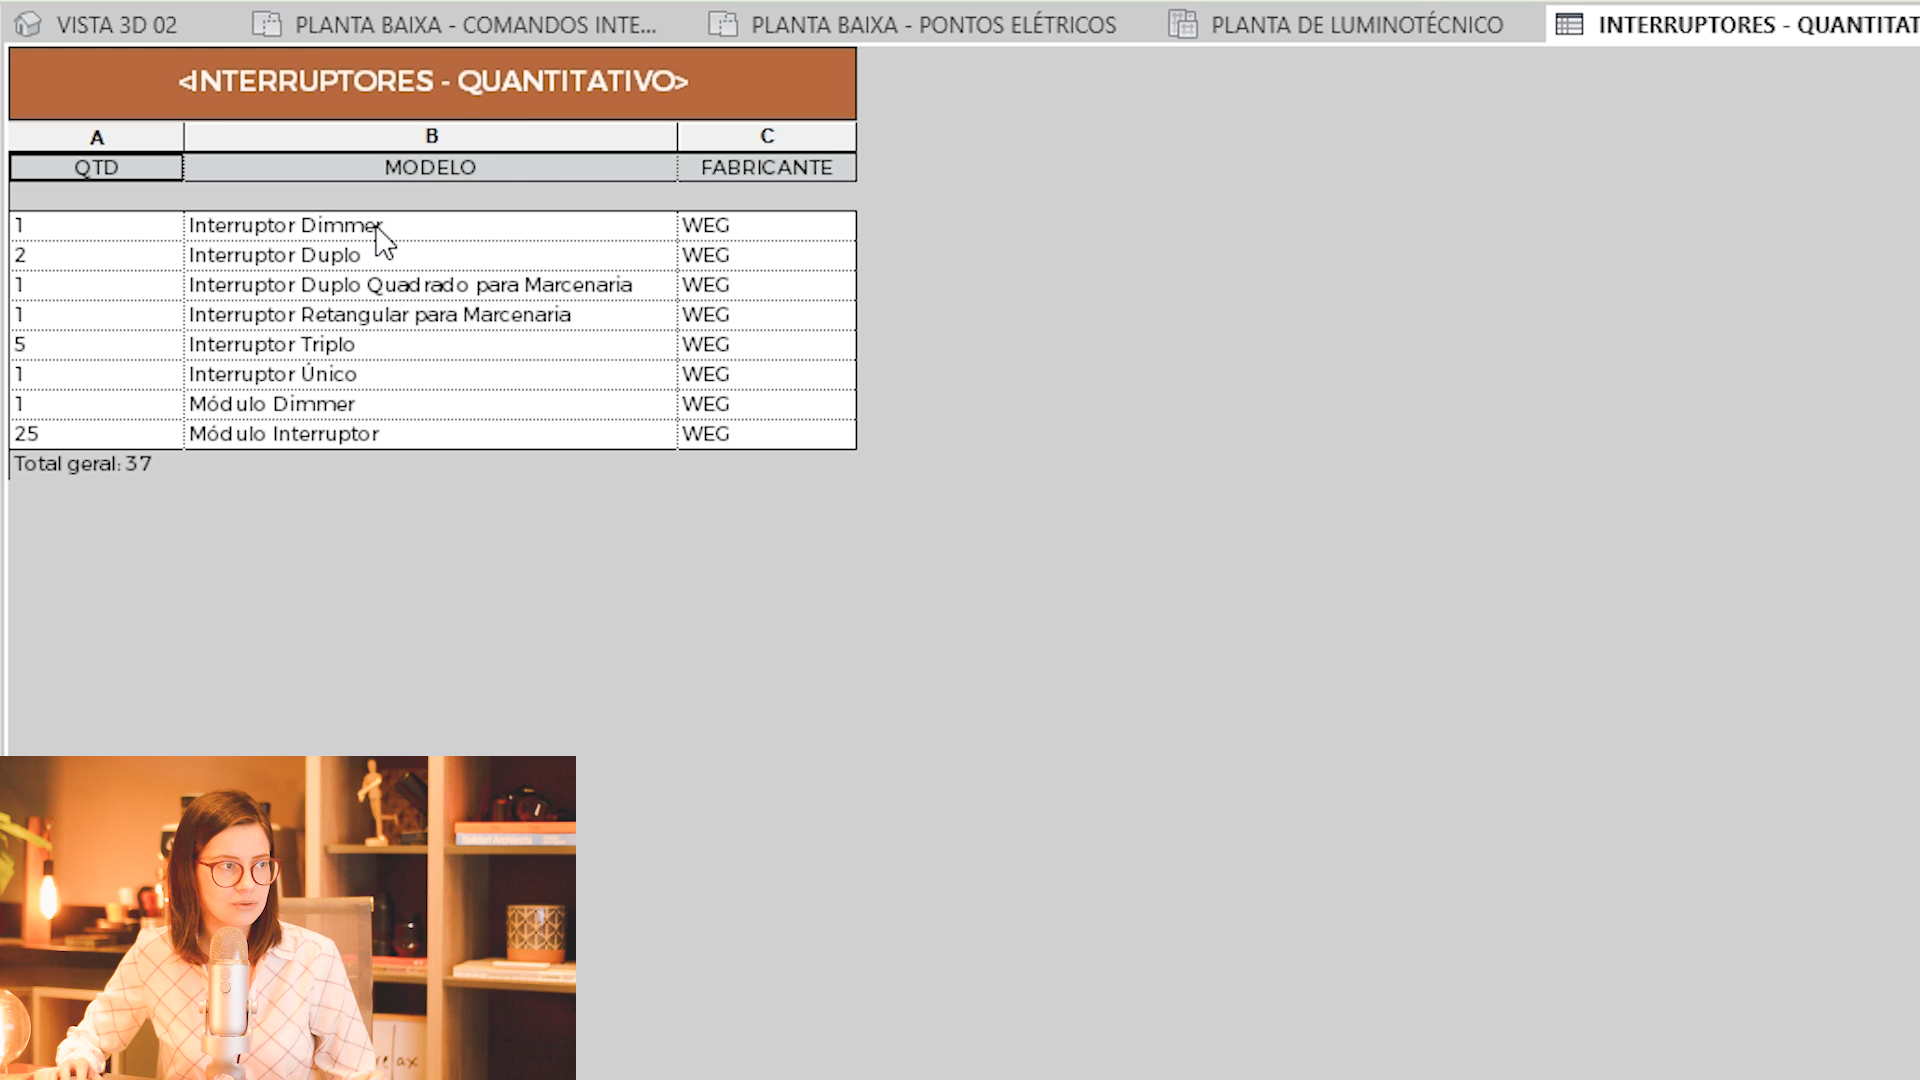 VISTA 3D 02 PLANTA BAIXA - COMANDOS INTE... PLANTA BAIXA - PONTOS ELÉTRICOS PLANTA DE LUMINOTÉCNICO INTERRUPTORES - QUANTITAT
<INTERRUPTORES - QUANTITATIVO>
A B C
QTD MODELO FABRICANTE
1 Interruptor Dimmer WEG
2 Interruptor Duplo WEG
1 Interruptor Duplo Quadrado para Marcenaria WEG
1 Interruptor Retangular para Marcenaria WEG
5 Interruptor Triplo WEG
1 Interruptor Único WEG
1 Módulo Dimmer WEG
25 Módulo Interruptor WEG
Total geral: 37